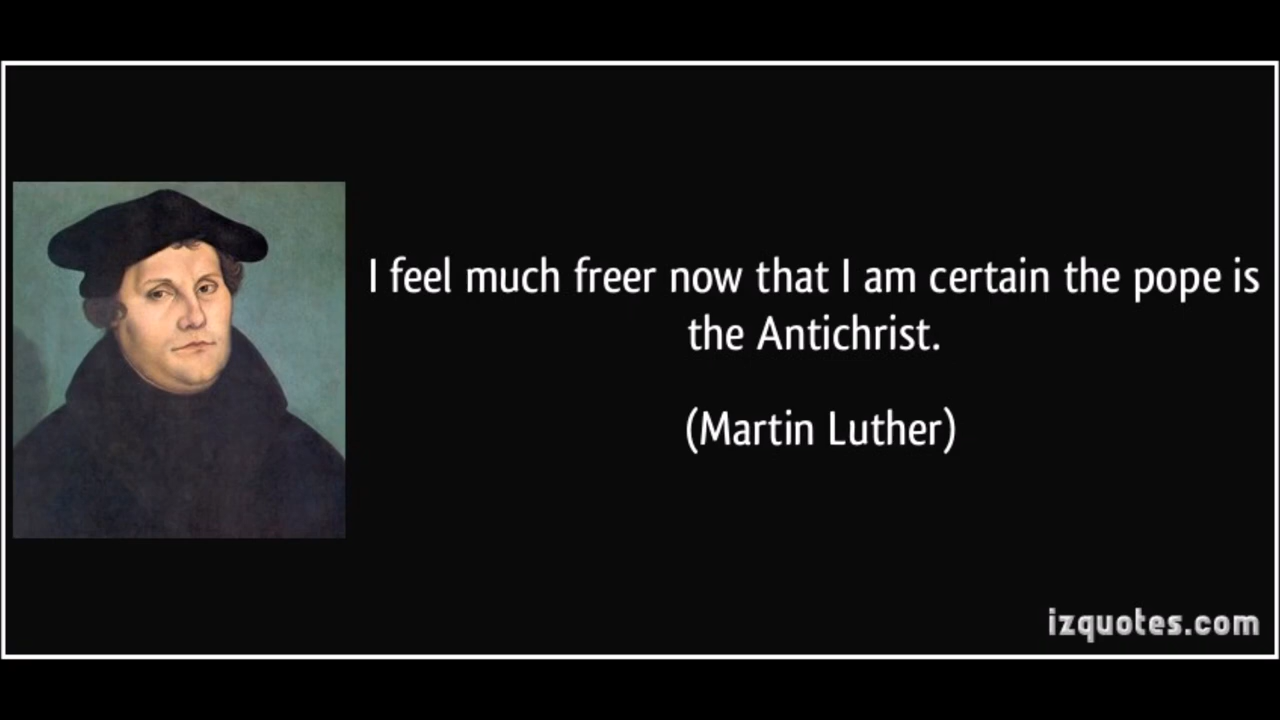 I feel much freer now that I am certain the pope is
the Antichrist.
(Martin Luther)
izquotes.com